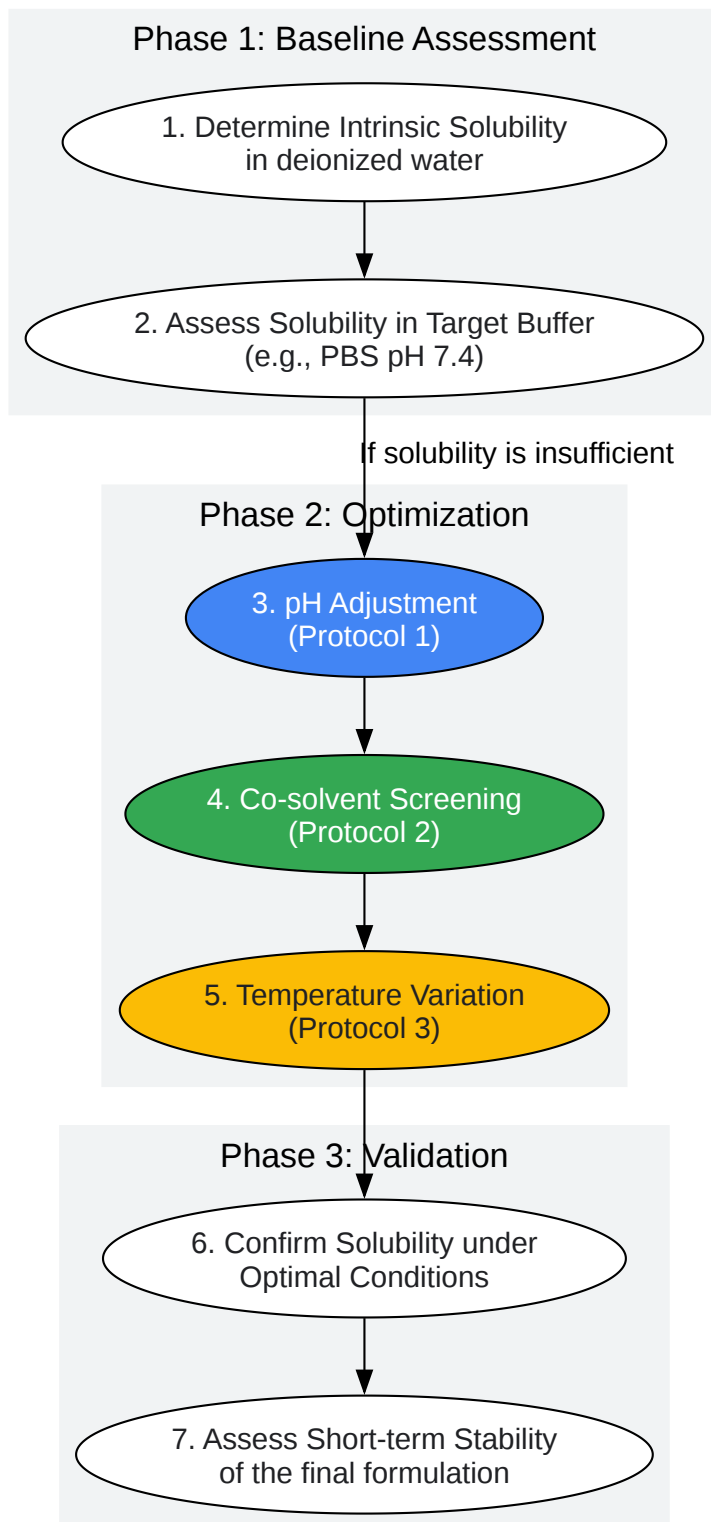 Phase 1: Baseline Assessment
1. Determine Intrinsic Solubility
in deionized water
2. Assess Solubility in Target Buffer
(e.g., PBS pH 7.4)
If solubility is insufficient
Phase 2: Optimization
3. pH Adjustment
(Protocol 1)
4. Co-solvent Screening
(Protocol 2)
5. Temperature Variation
(Protocol 3)
Phase 3: Validation
6. Confirm Solubility under
Optimal Conditions
7. Assess Short-term Stability
of the final formulation